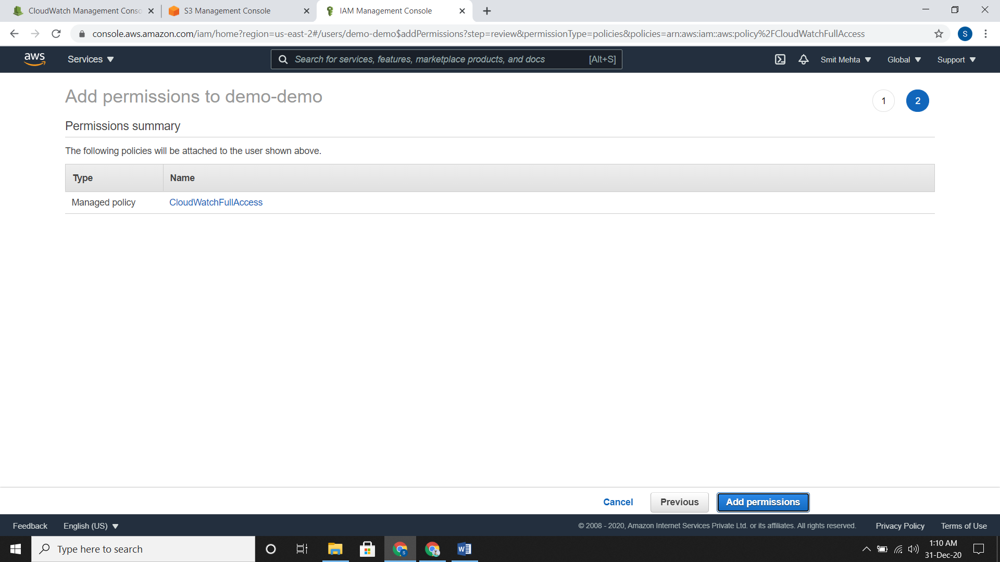 CloudWatch Management Conso
S3 Management Console
IAM Management Console
console.aws.amazon.com/iam/home?region=us-east-2#/users/demo-demo$addPermissions?step=review&permissionType=policies&policies=arn:aws:iam::aws:policy%2FCloudWatchFullAccess
S
aws
Services
Search for services, features, marketplace products, and docs [Alt+S]
Smit Mehta
Global
Support
Add permissions to demo-demo
1
2
Permissions summary
The following policies will be attached to the user shown above.
Type Name
Managed policy CloudWatchFullAccess
Cancel
Previous
Add permissions
Feedback
English (US)
© 2008 - 2020, Amazon Internet Services Private Ltd. or its affiliates. All rights reserved.
Privacy Policy
Terms of Use
Type here to search
1:10 AM
31-Dec-20